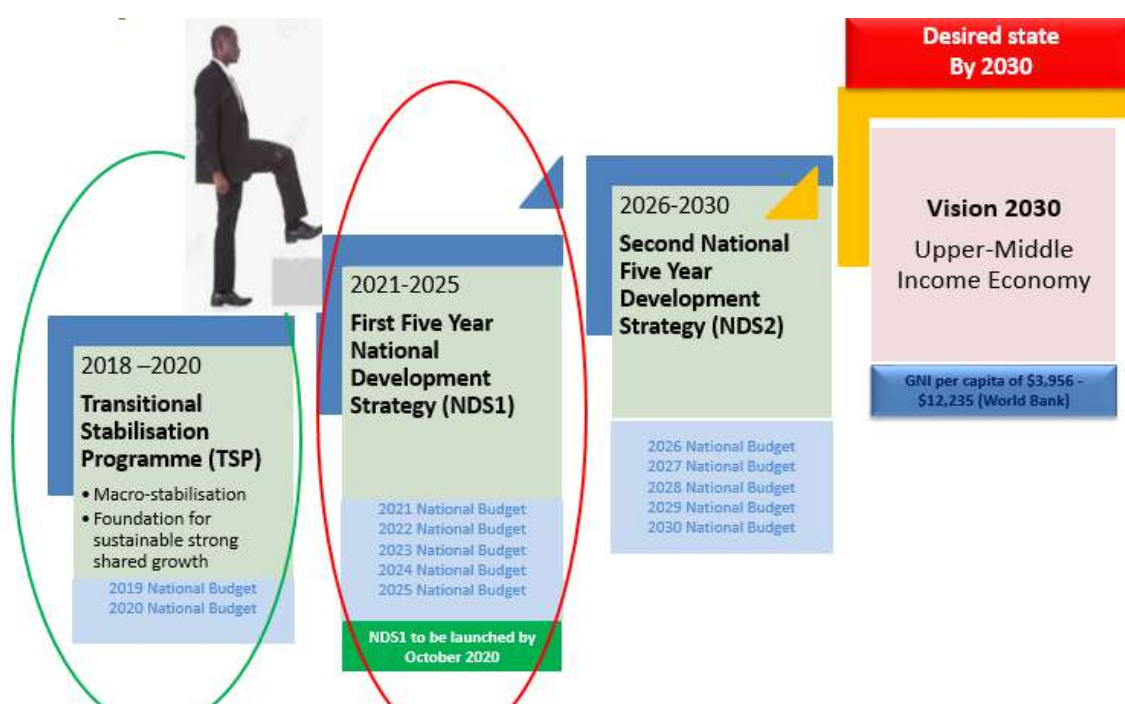 Desired state
By 2030
2018 –2020
Transitional
Stabilisation
Programme (TSP)
• Macro-stabilisation
• Foundation for
sustainable strong
shared growth
2019 National Budget
2020 National Budget
2021-2025
First Five Year
National
Development
Strategy (NDS1)
2021 National Budget
2022 National Budget
2023 National Budget
2024 National Budget
2025 National Budget
NDS1 to be launched by
October 2020
2026-2030
Second National
Five Year
Development
Strategy (NDS2)
2026 National Budget
2027 National Budget
2028 National Budget
2029 National Budget
2030 National Budget
Vision 2030
Upper-Middle
Income Economy
GNI per capita of $3,956 -
$12,235 (World Bank)